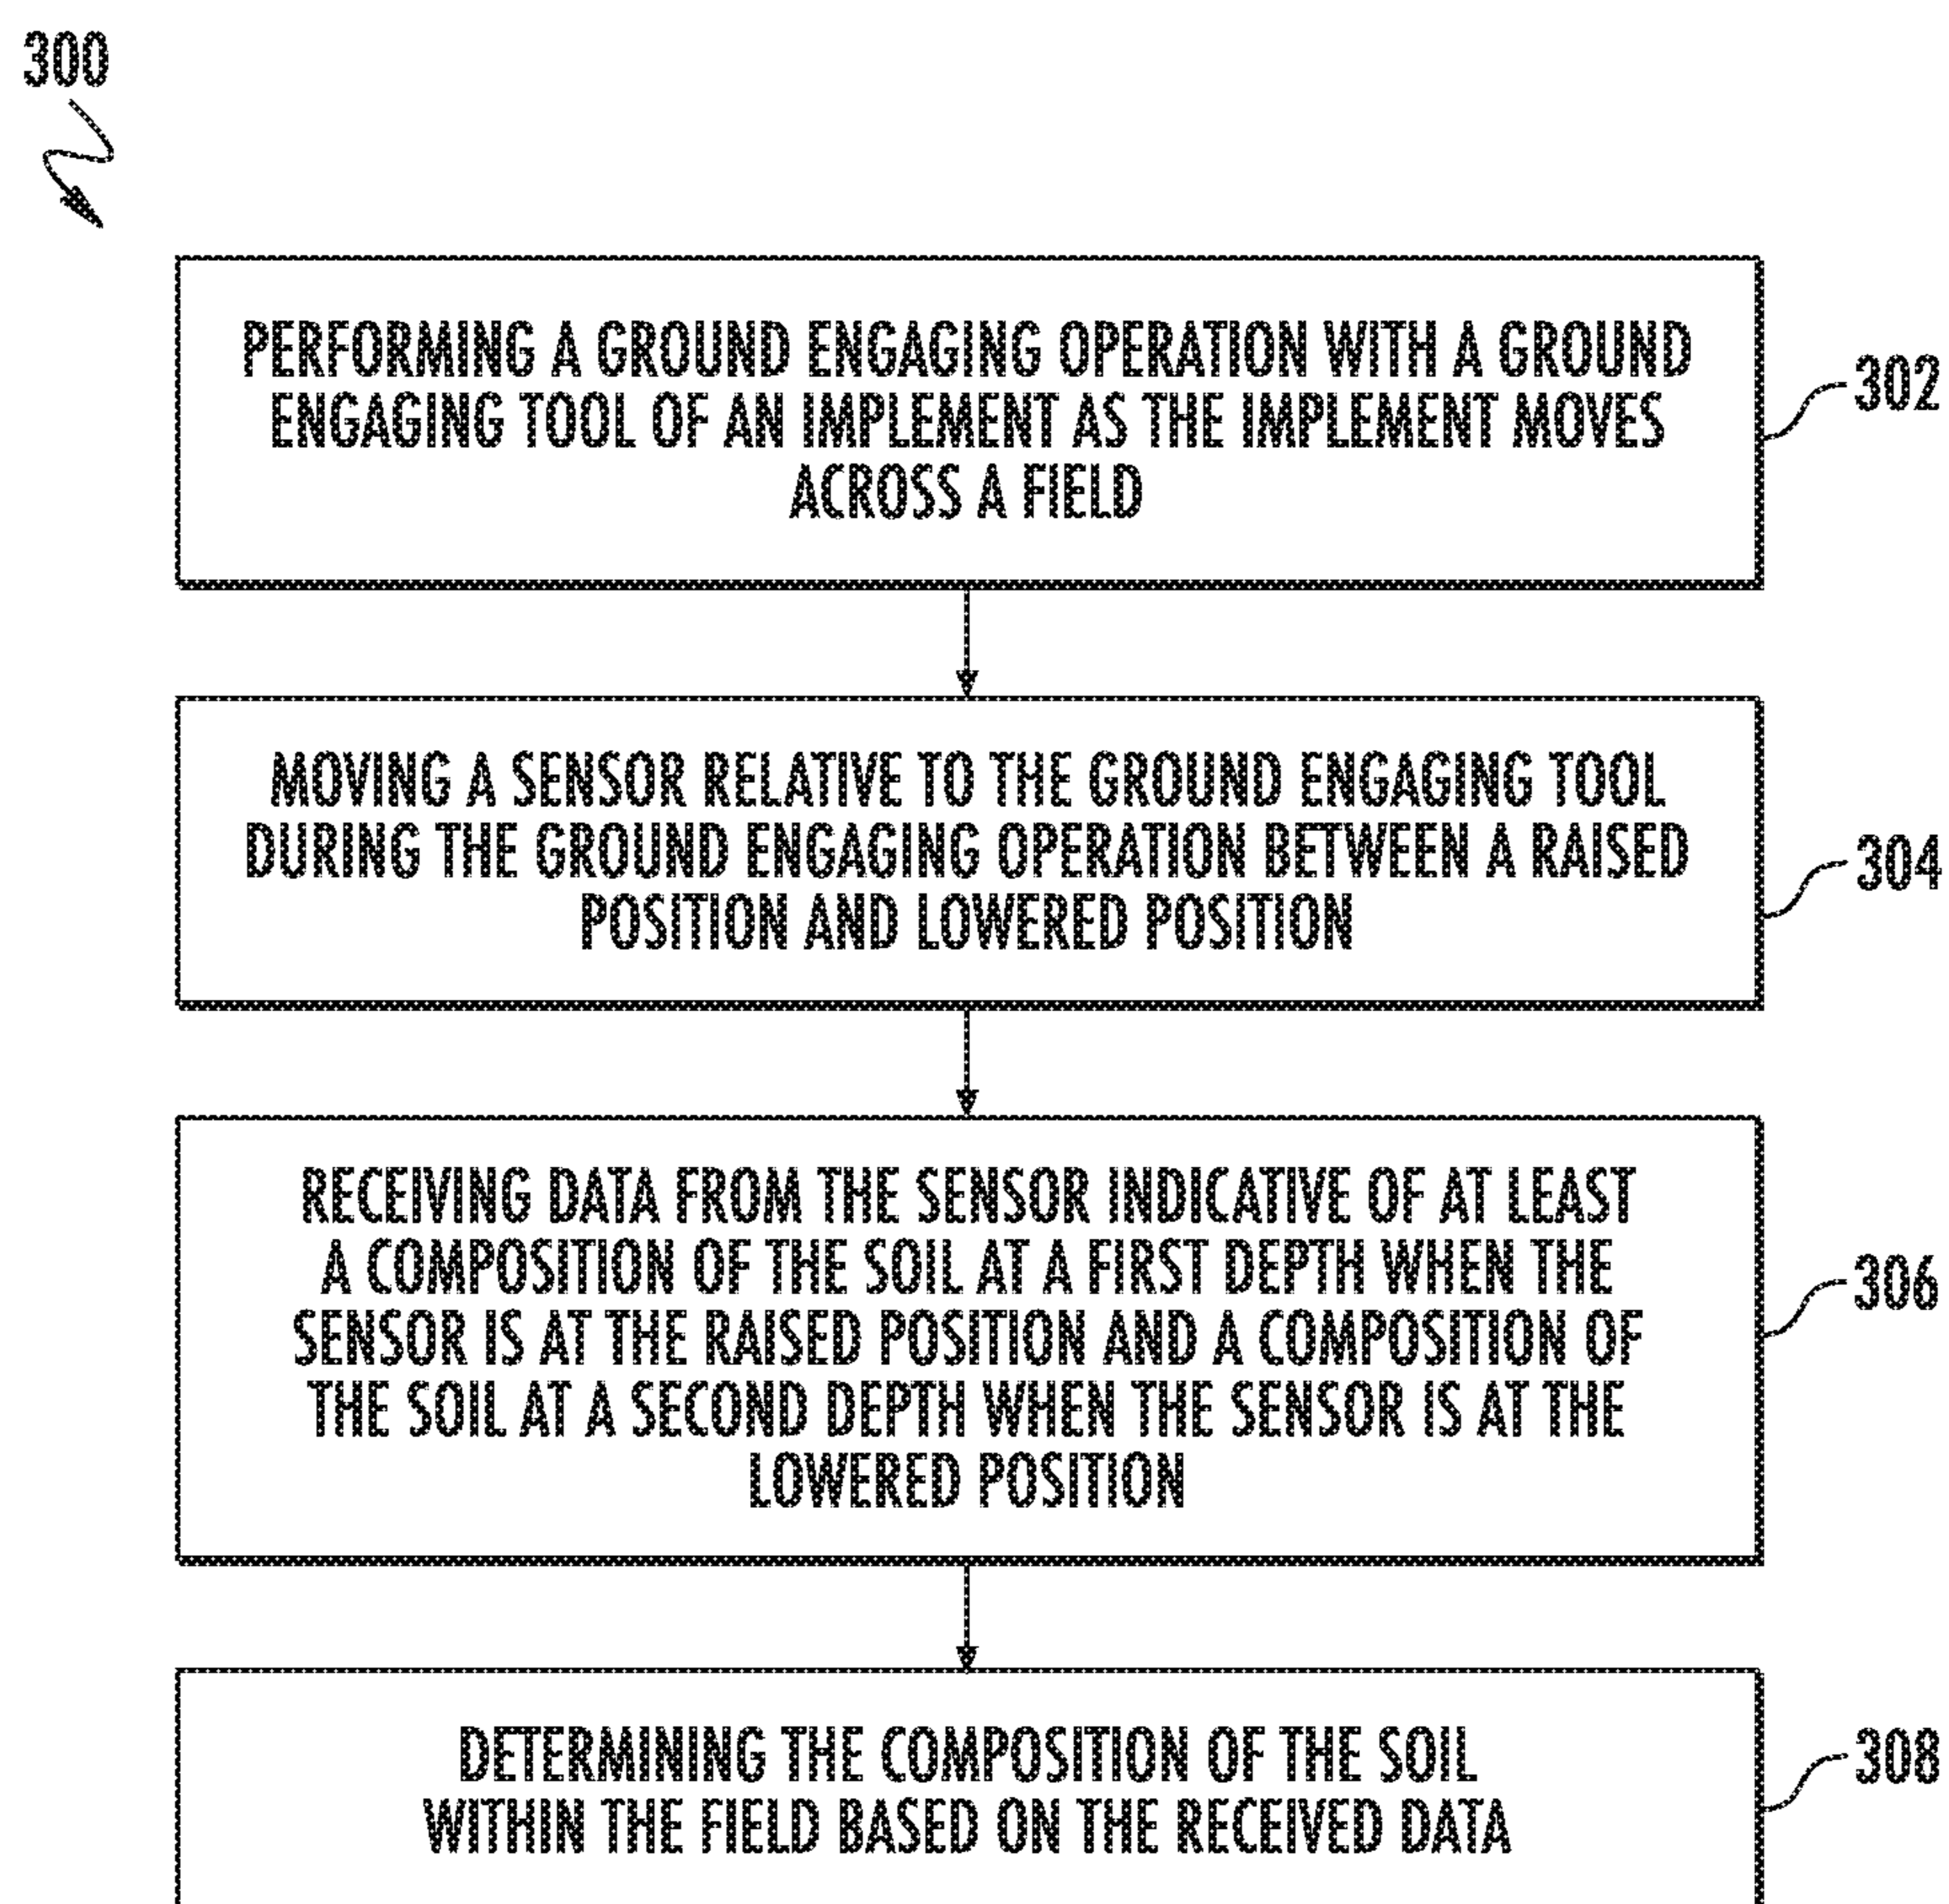 300
PERFORMING A GROUND ENGAGING OPERATION WITH A GROUND
ENGAGING TOOL OF AN IMPLEMENT AS THE IMPLEMENT MOVES
ACROSS A FIELD
302
MOVING A SENSOR RELATIVE TO THE GROUND ENGAGING TOOL
DURING THE GROUND ENGAGING OPERATION BETWEEN A RAISED
POSITION AND LOWERED POSITION
304
RECEIVING DATA FROM THE SENSOR INDICATIVE OF AT LEAST
A COMPOSITION OF THE SOIL AT A FIRST DEPTH WHEN THE
SENSOR IS AT THE RAISED POSITION AND A COMPOSITION OF
THE SOIL AT A SECOND DEPTH WHEN THE SENSOR IS AT THE
LOWERED POSITION
306
DETERMINING THE COMPOSITION OF THE SOIL
WITHIN THE FIELD BASED ON THE RECEIVED DATA
308